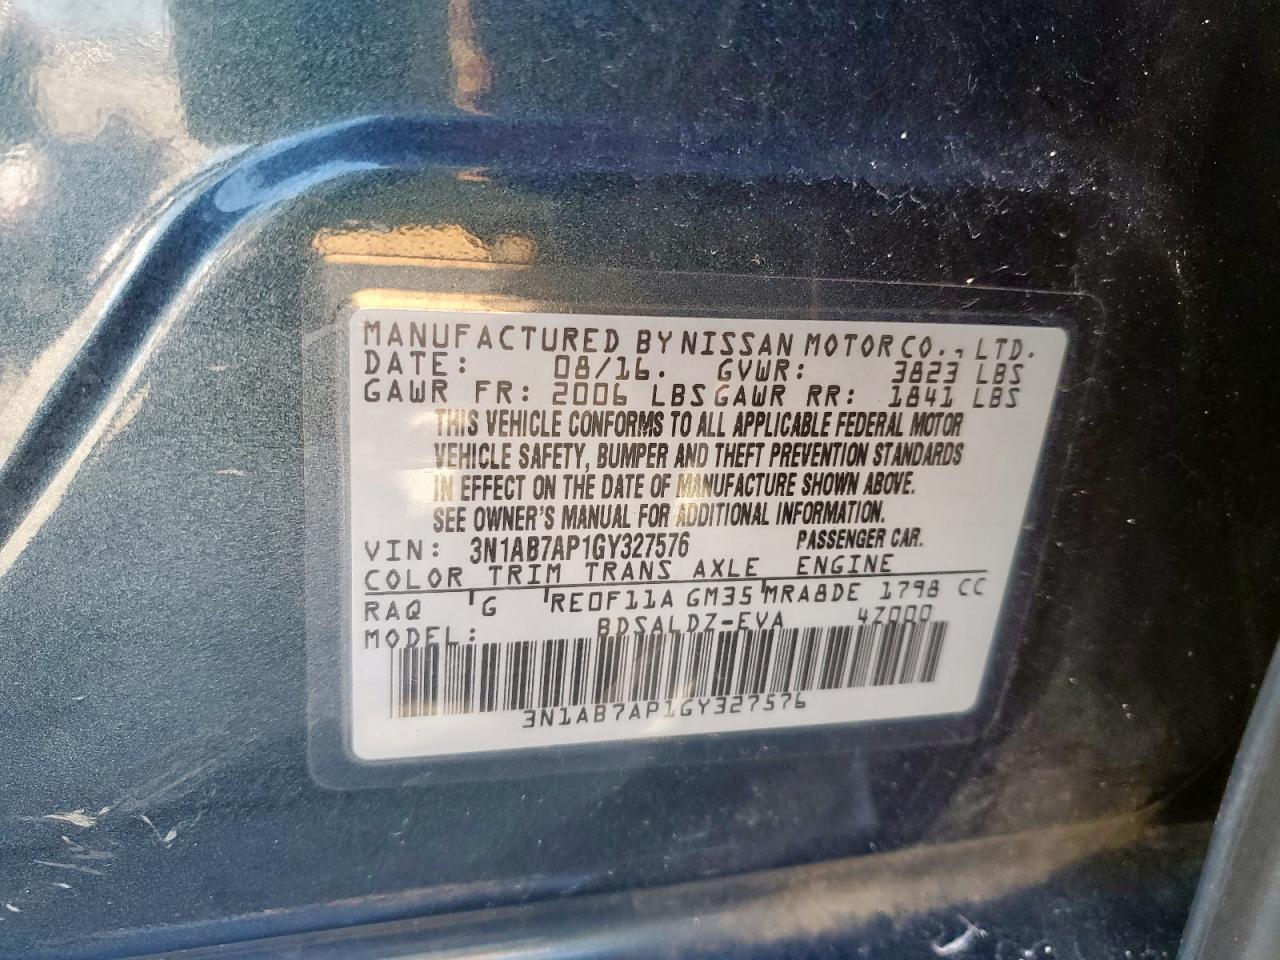 MANUFACTURED BY NISSAN MOTOR CO., LTD.
DATE: 08/16. GVWR: 3823 LBS
GAWR FR: 2006 LBS GAWR RR: 1841 LBS
THIS VEHICLE CONFORMS TO ALL APPLICABLE FEDERAL MOTOR
VEHICLE SAFETY, BUMPER AND THEFT PREVENTION STANDARDS
IN EFFECT ON THE DATE OF MANUFACTURE SHOWN ABOVE.
SEE OWNER'S MANUAL FOR ADDITIONAL INFORMATION.
VIN: 3N1AB7AP1GY327576 PASSENGER CAR.
COLOR TRIM TRANS AXLE ENGINE
RAQ 'G 'RE0F11A GM35'MRA8DE 1798 CC
MODEL: BDSALDZ-EVA 4Z000
3N1AB7AP1GY327576